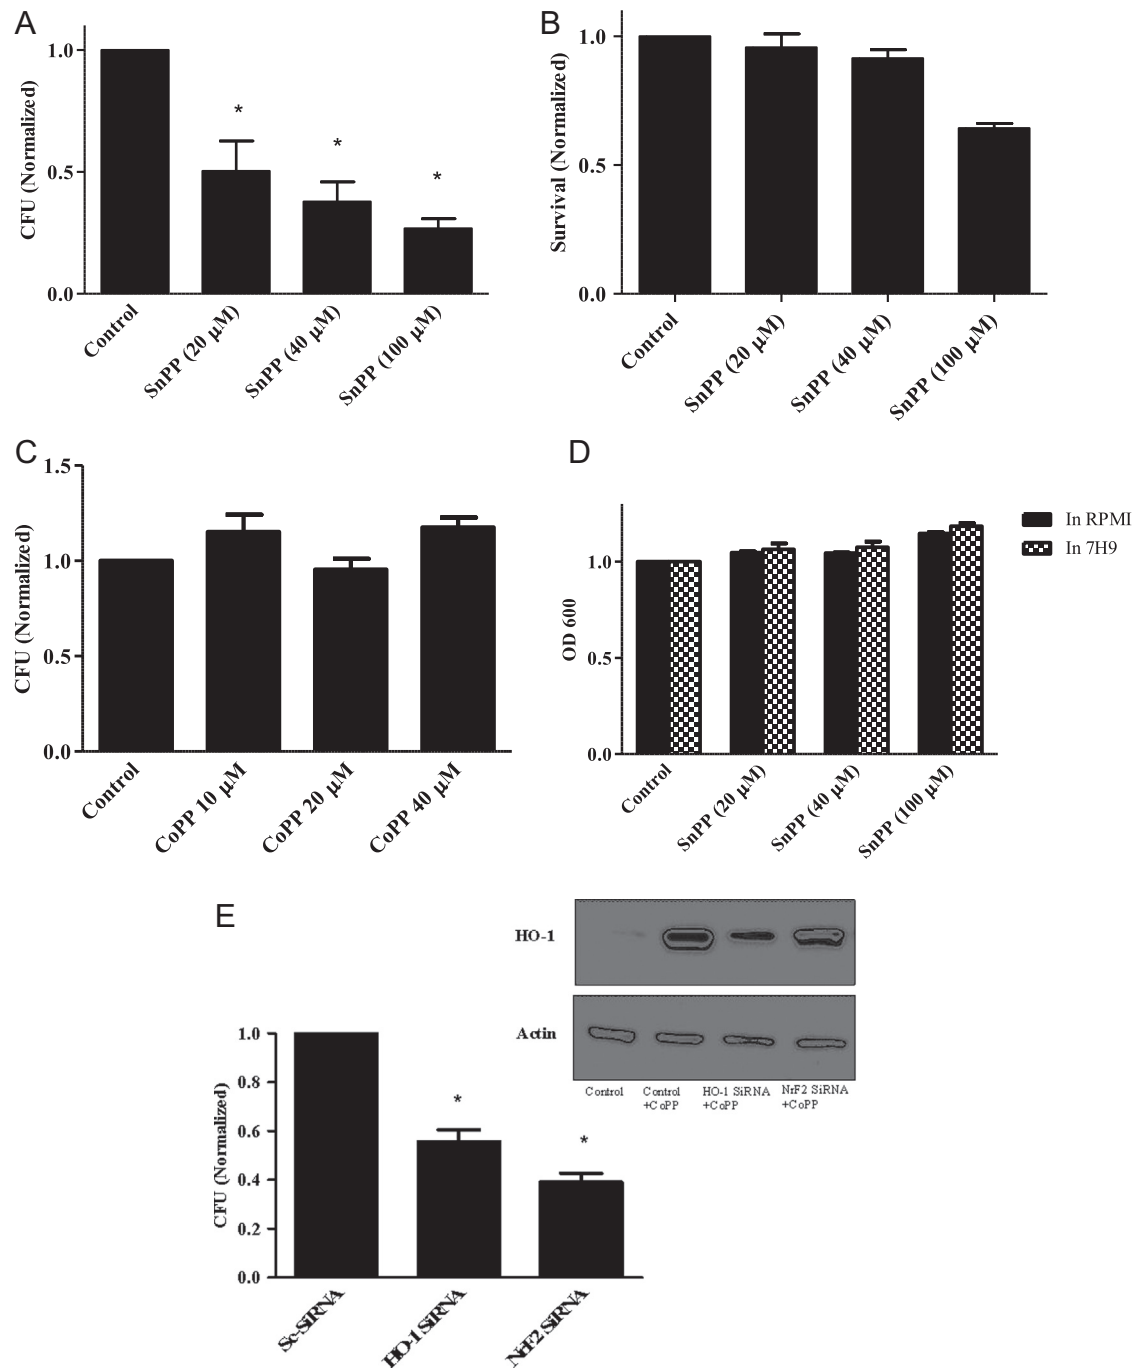 A
CFU (Normalized)
1.0
0.5
0.0
*
*
*
Control
SnPP (20 µM)
SnPP (40 µM)
SnPP (100 µM)
B
Survival (Normalized)
1.0
0.5
0.0
Control
SnPP (20 µM)
SnPP (40 µM)
SnPP (100 µM)
C
CFU (Normalized)
1.5
1.0
0.5
0.0
Control
CoPP 10 µM
CoPP 20 µM
CoPP 40 µM
D
OD 600
1.0
0.5
0.0
Control
SnPP (20 µM)
SnPP (40 µM)
SnPP (100 µM)
In RPMI
In 7H9
E
CFU (Normalized)
1.0
0.8
0.6
0.4
0.2
0.0
*
*
Sc-SiRNA
HO-1 SiRNA
NrF2 SiRNA
HO-1
Actin
Control
Control
+CoPP
HO-1 SiRNA
+CoPP
NrF2 SiRNA
+CoPP